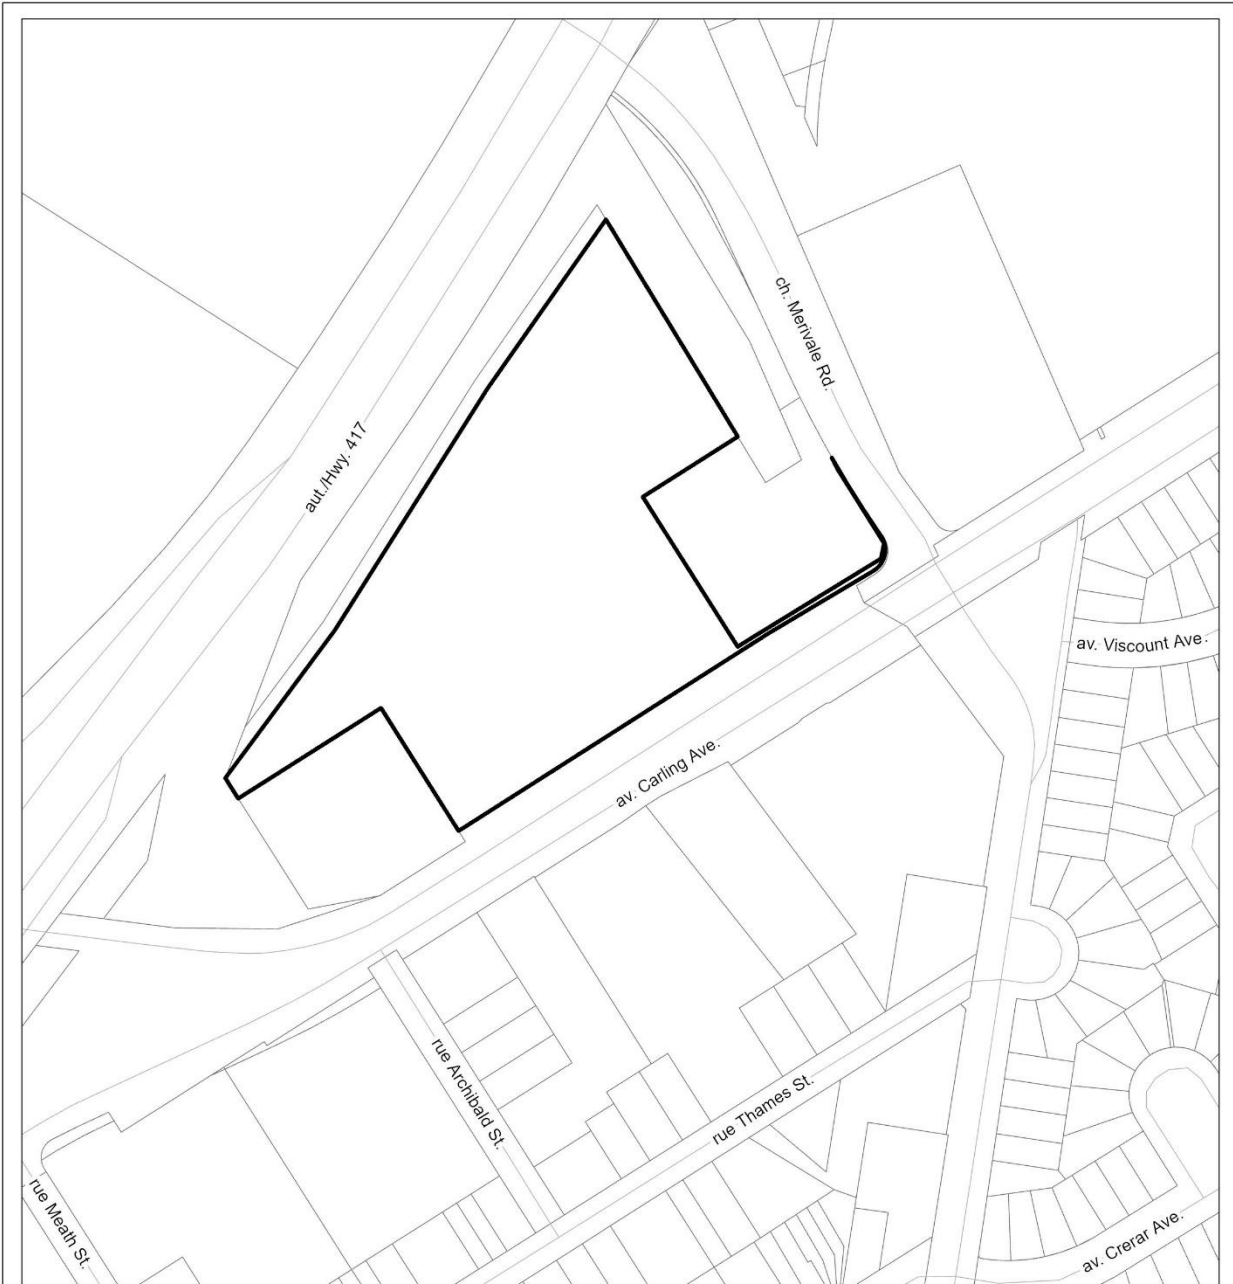 ch. Merivale Rd.
aut./Hwy. 417
av. Viscount Ave.
av. Carling Ave.
rue Archibald St.
rue Thames St.
rue Meath St.
av. Crerar Ave.